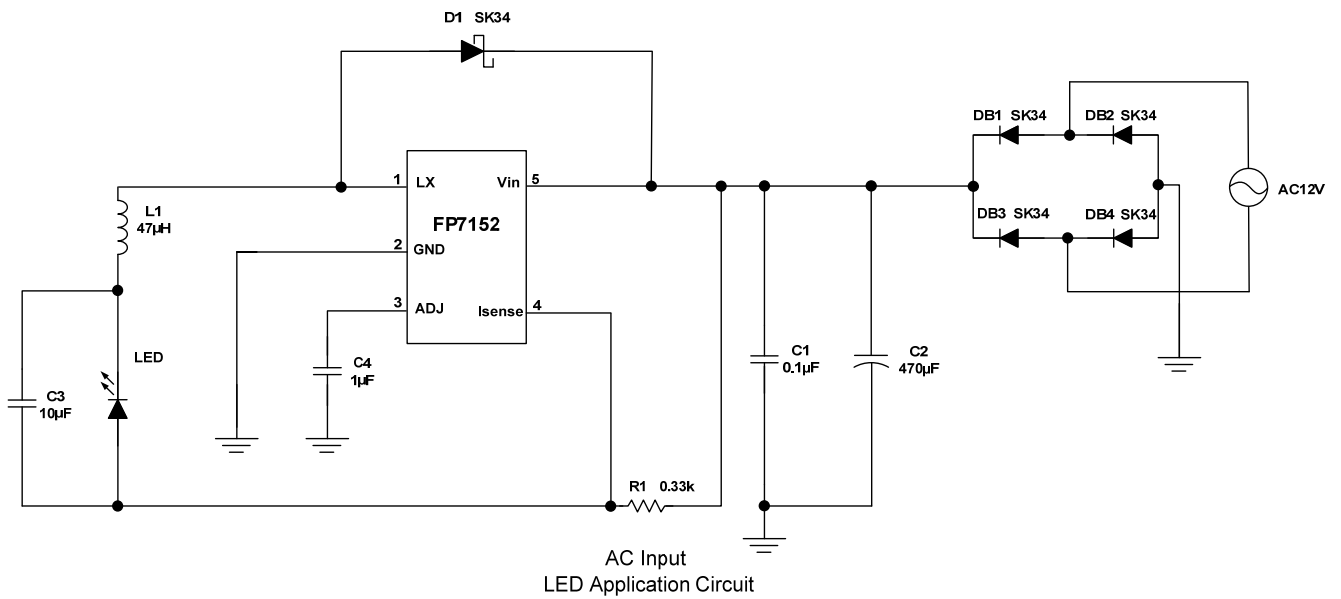 D1 SK34
DB1 SK34
DB2 SK34
AC12V
1 LX
Vin 5
L1
47µH
FP7152
DB3 SK34
DB4 SK34
2 GND
3 ADJ
Isense 4
LED
C4
1µF
C1
0.1µF
C2
470µF
C3
10µF
R1 0.33k
AC Input
LED Application Circuit